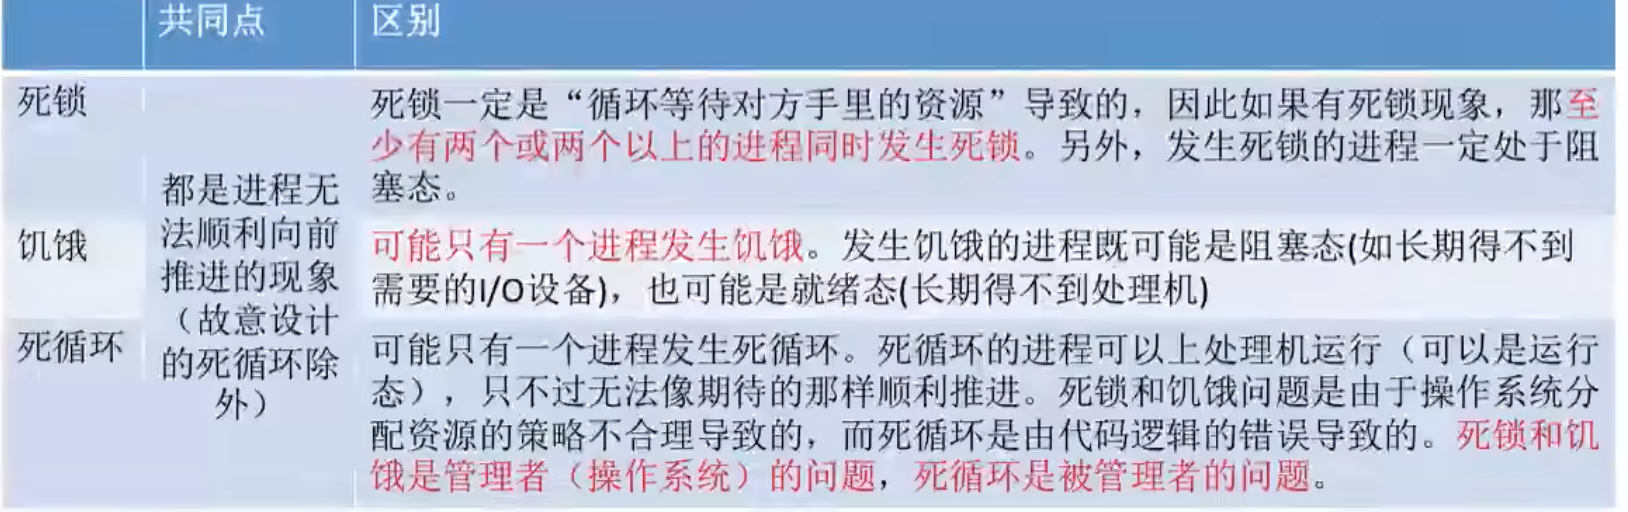 共同点
区别
死锁
死锁一定是“循环等待对方手里的资源”导致的，因此如果有死锁现象，那至
少有两个或两个以上的进程同时发生死锁。另外，发生死锁的进程一定处于阻
塞态。
都是进程无
法顺利向前
推进的现象
（故意设计
的死循环除
外）
饥饿
可能只有一个进程发生饥饿。发生饥饿的进程既可能是阻塞态(如长期得不到
需要的I/O设备)，也可能是就绪态(长期得不到处理机)
死循环
可能只有一个进程发生死循环。死循环的进程可以上处理机运行（可以是运行
态），只不过无法像期待的那样顺利推进。死锁和饥饿问题是由于操作系统分
配资源的策略不合理导致的，而死循环是由代码逻辑的错误导致的。死锁和饥
饿是管理者（操作系统）的问题，死循环是被管理者的问题。